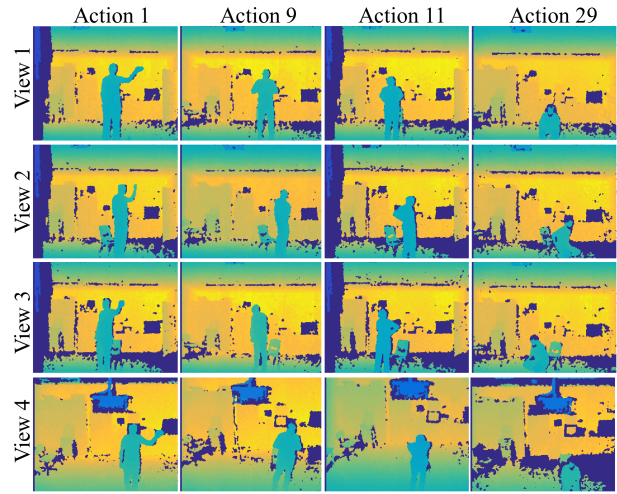 Action 1 Action 9 Action 11 Action 29
View 1
View 2
View 3
View 4